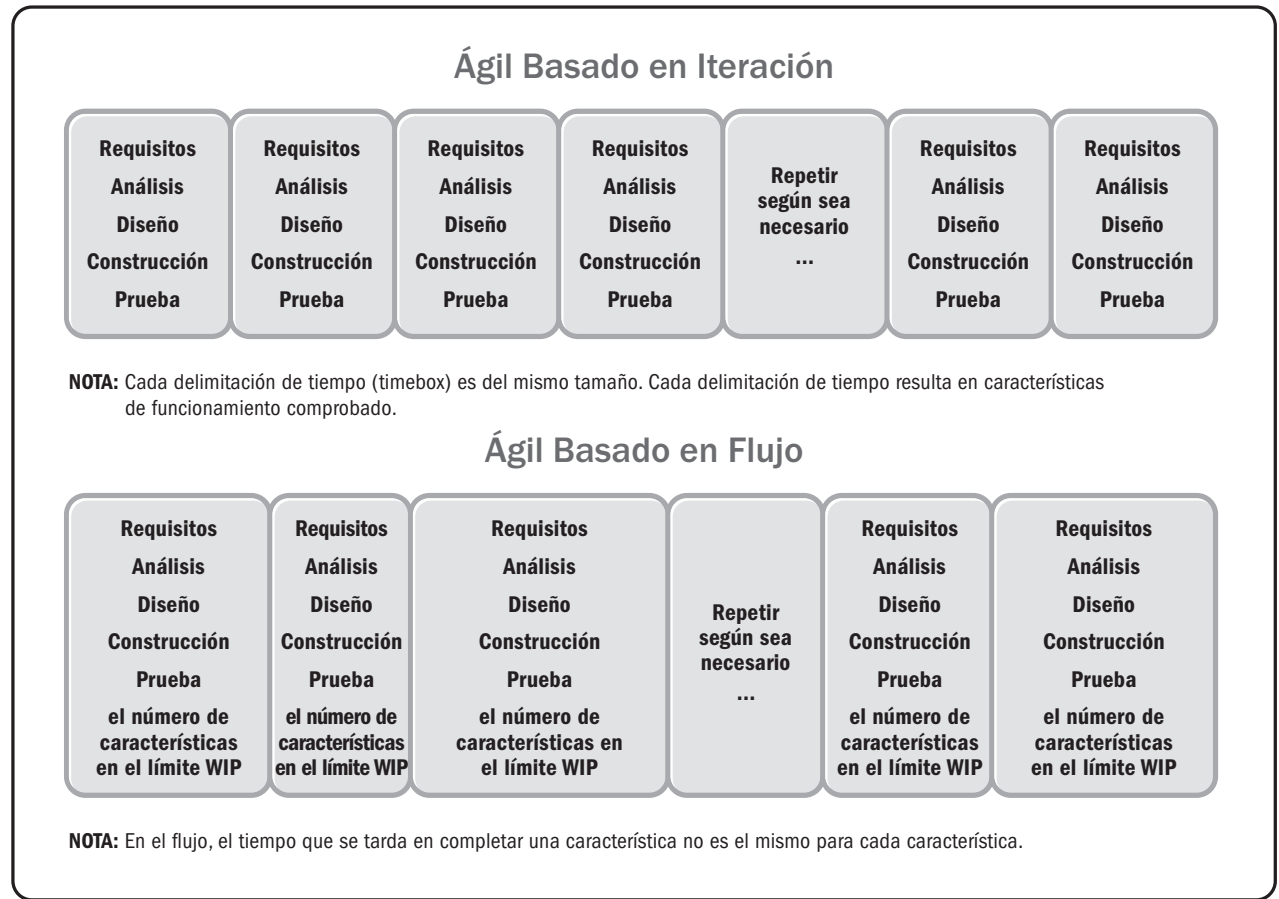 Ágil Basado en Iteración
Requisitos
Análisis
Diseño
Construcción
Prueba
Requisitos
Análisis
Diseño
Construcción
Prueba
Requisitos
Análisis
Diseño
Construcción
Prueba
Requisitos
Análisis
Diseño
Construcción
Prueba
Repetir
según sea
necesario
...
Requisitos
Análisis
Diseño
Construcción
Prueba
Requisitos
Análisis
Diseño
Construcción
Prueba
NOTA: Cada delimitación de tiempo (timebox) es del mismo tamaño. Cada delimitación de tiempo resulta en características
de funcionamiento comprobado.
Ágil Basado en Flujo
Requisitos
Análisis
Diseño
Construcción
Prueba
el número de
características
en el límite WIP
Requisitos
Análisis
Diseño
Construcción
Prueba
el número de
características
en el límite WIP
Requisitos
Análisis
Diseño
Construcción
Prueba
el número de
características en
el límite WIP
Repetir
según sea
necesario
...
Requisitos
Análisis
Diseño
Construcción
Prueba
el número de
características
en el límite WIP
Requisitos
Análisis
Diseño
Construcción
Prueba
el número de
características
en el límite WIP
NOTA: En el flujo, el tiempo que se tarda en completar una característica no es el mismo para cada característica.